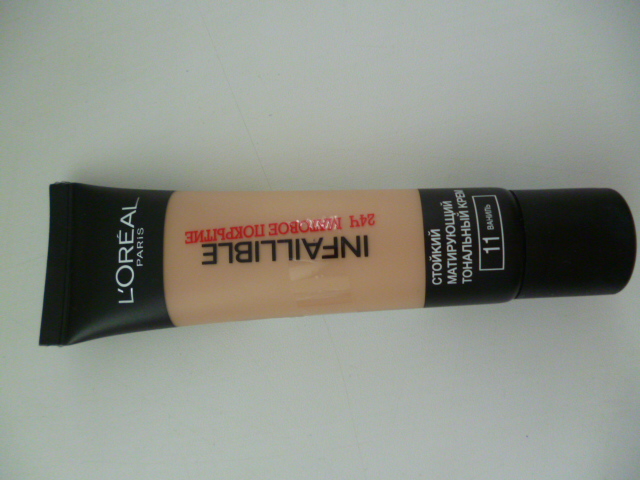 L'ORÉAL
PARIS
INFAILLIBLE
24Ч МАТОВОЕ ПОКРЫТИЕ
СТОЙКИЙ
МАТИРУЮЩИЙ
ТОНАЛЬНЫЙ КРЕМ
11 ВАНИЛЬ